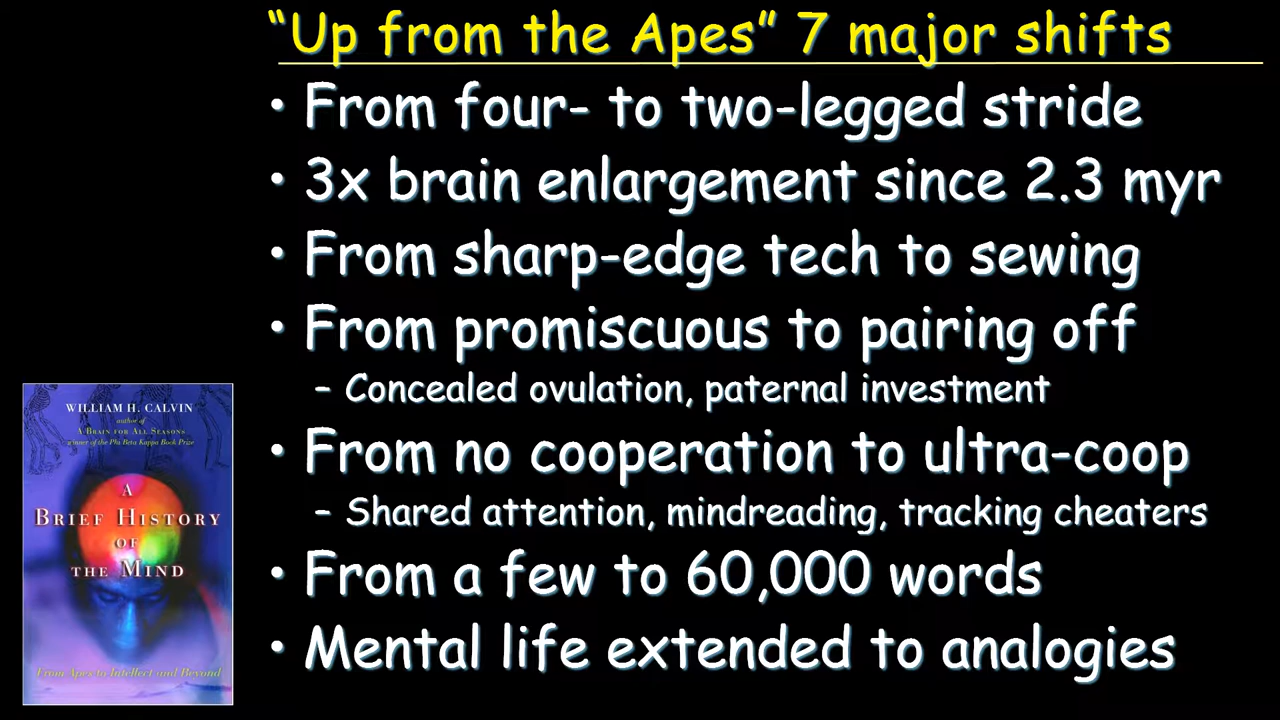 “Up from the Apes” 7 major shifts
• From four- to two-legged stride
• 3x brain enlargement since 2.3 myr
• From sharp-edge tech to sewing
• From promiscuous to pairing off
– Concealed ovulation, paternal investment
• From no cooperation to ultra-coop
– Shared attention, mindreading, tracking cheaters
• From a few to 60,000 words
• Mental life extended to analogies
WILLIAM H. CALVIN
author of
A BRAIN FOR ALL SEASONS
winner of the Phi Beta Kappa Book Prize
A
BRIEF HISTORY
OF
THE MIND
From Apes to Intellect and Beyond